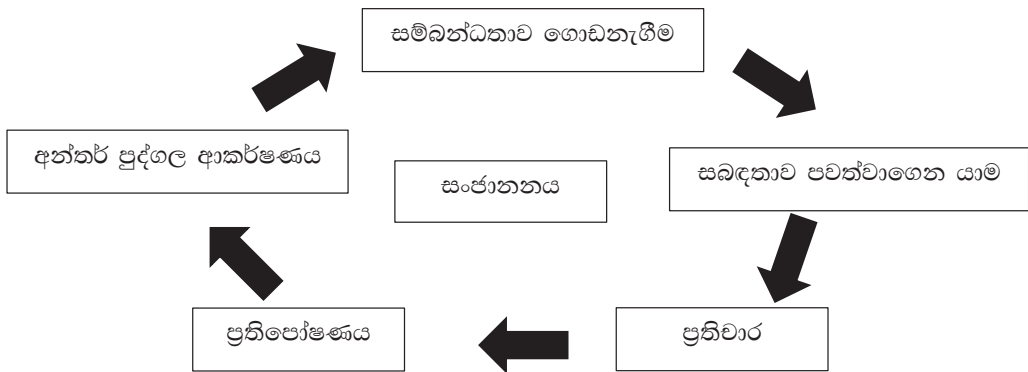 සම්බන්ධතාව ගොඩනැගීම
අන්තර් පුද්ගල ආකර්ෂණය
සංජානනය
සබඳතාව පවත්වාගෙන යාම
ප්‍රතිපෝෂණය
ප්‍රතිචාර